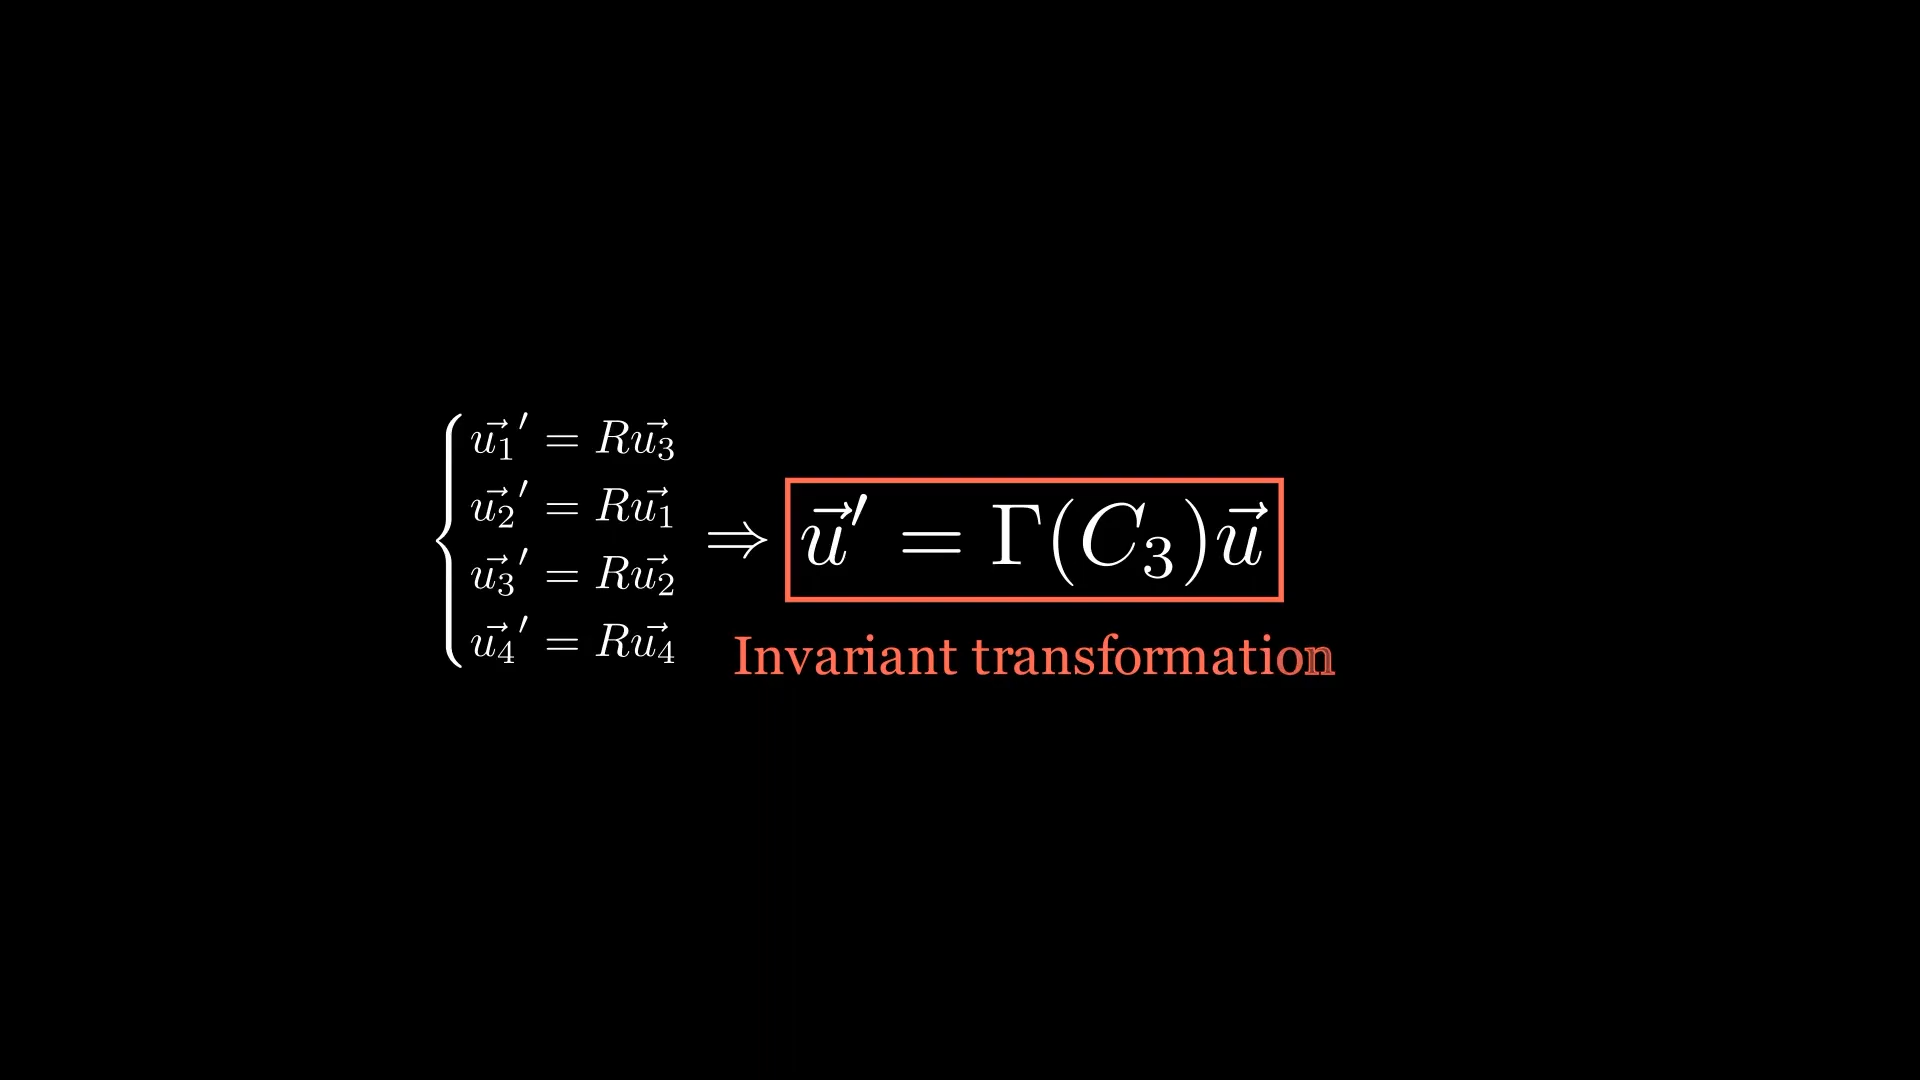 u⃗₁′ = Ru⃗₃
u⃗₂′ = Ru⃗₁
u⃗₃′ = Ru⃗₂
u⃗₄′ = Ru⃗₄
⇒ u⃗′ = Γ(C₃)u⃗
Invariant transformation